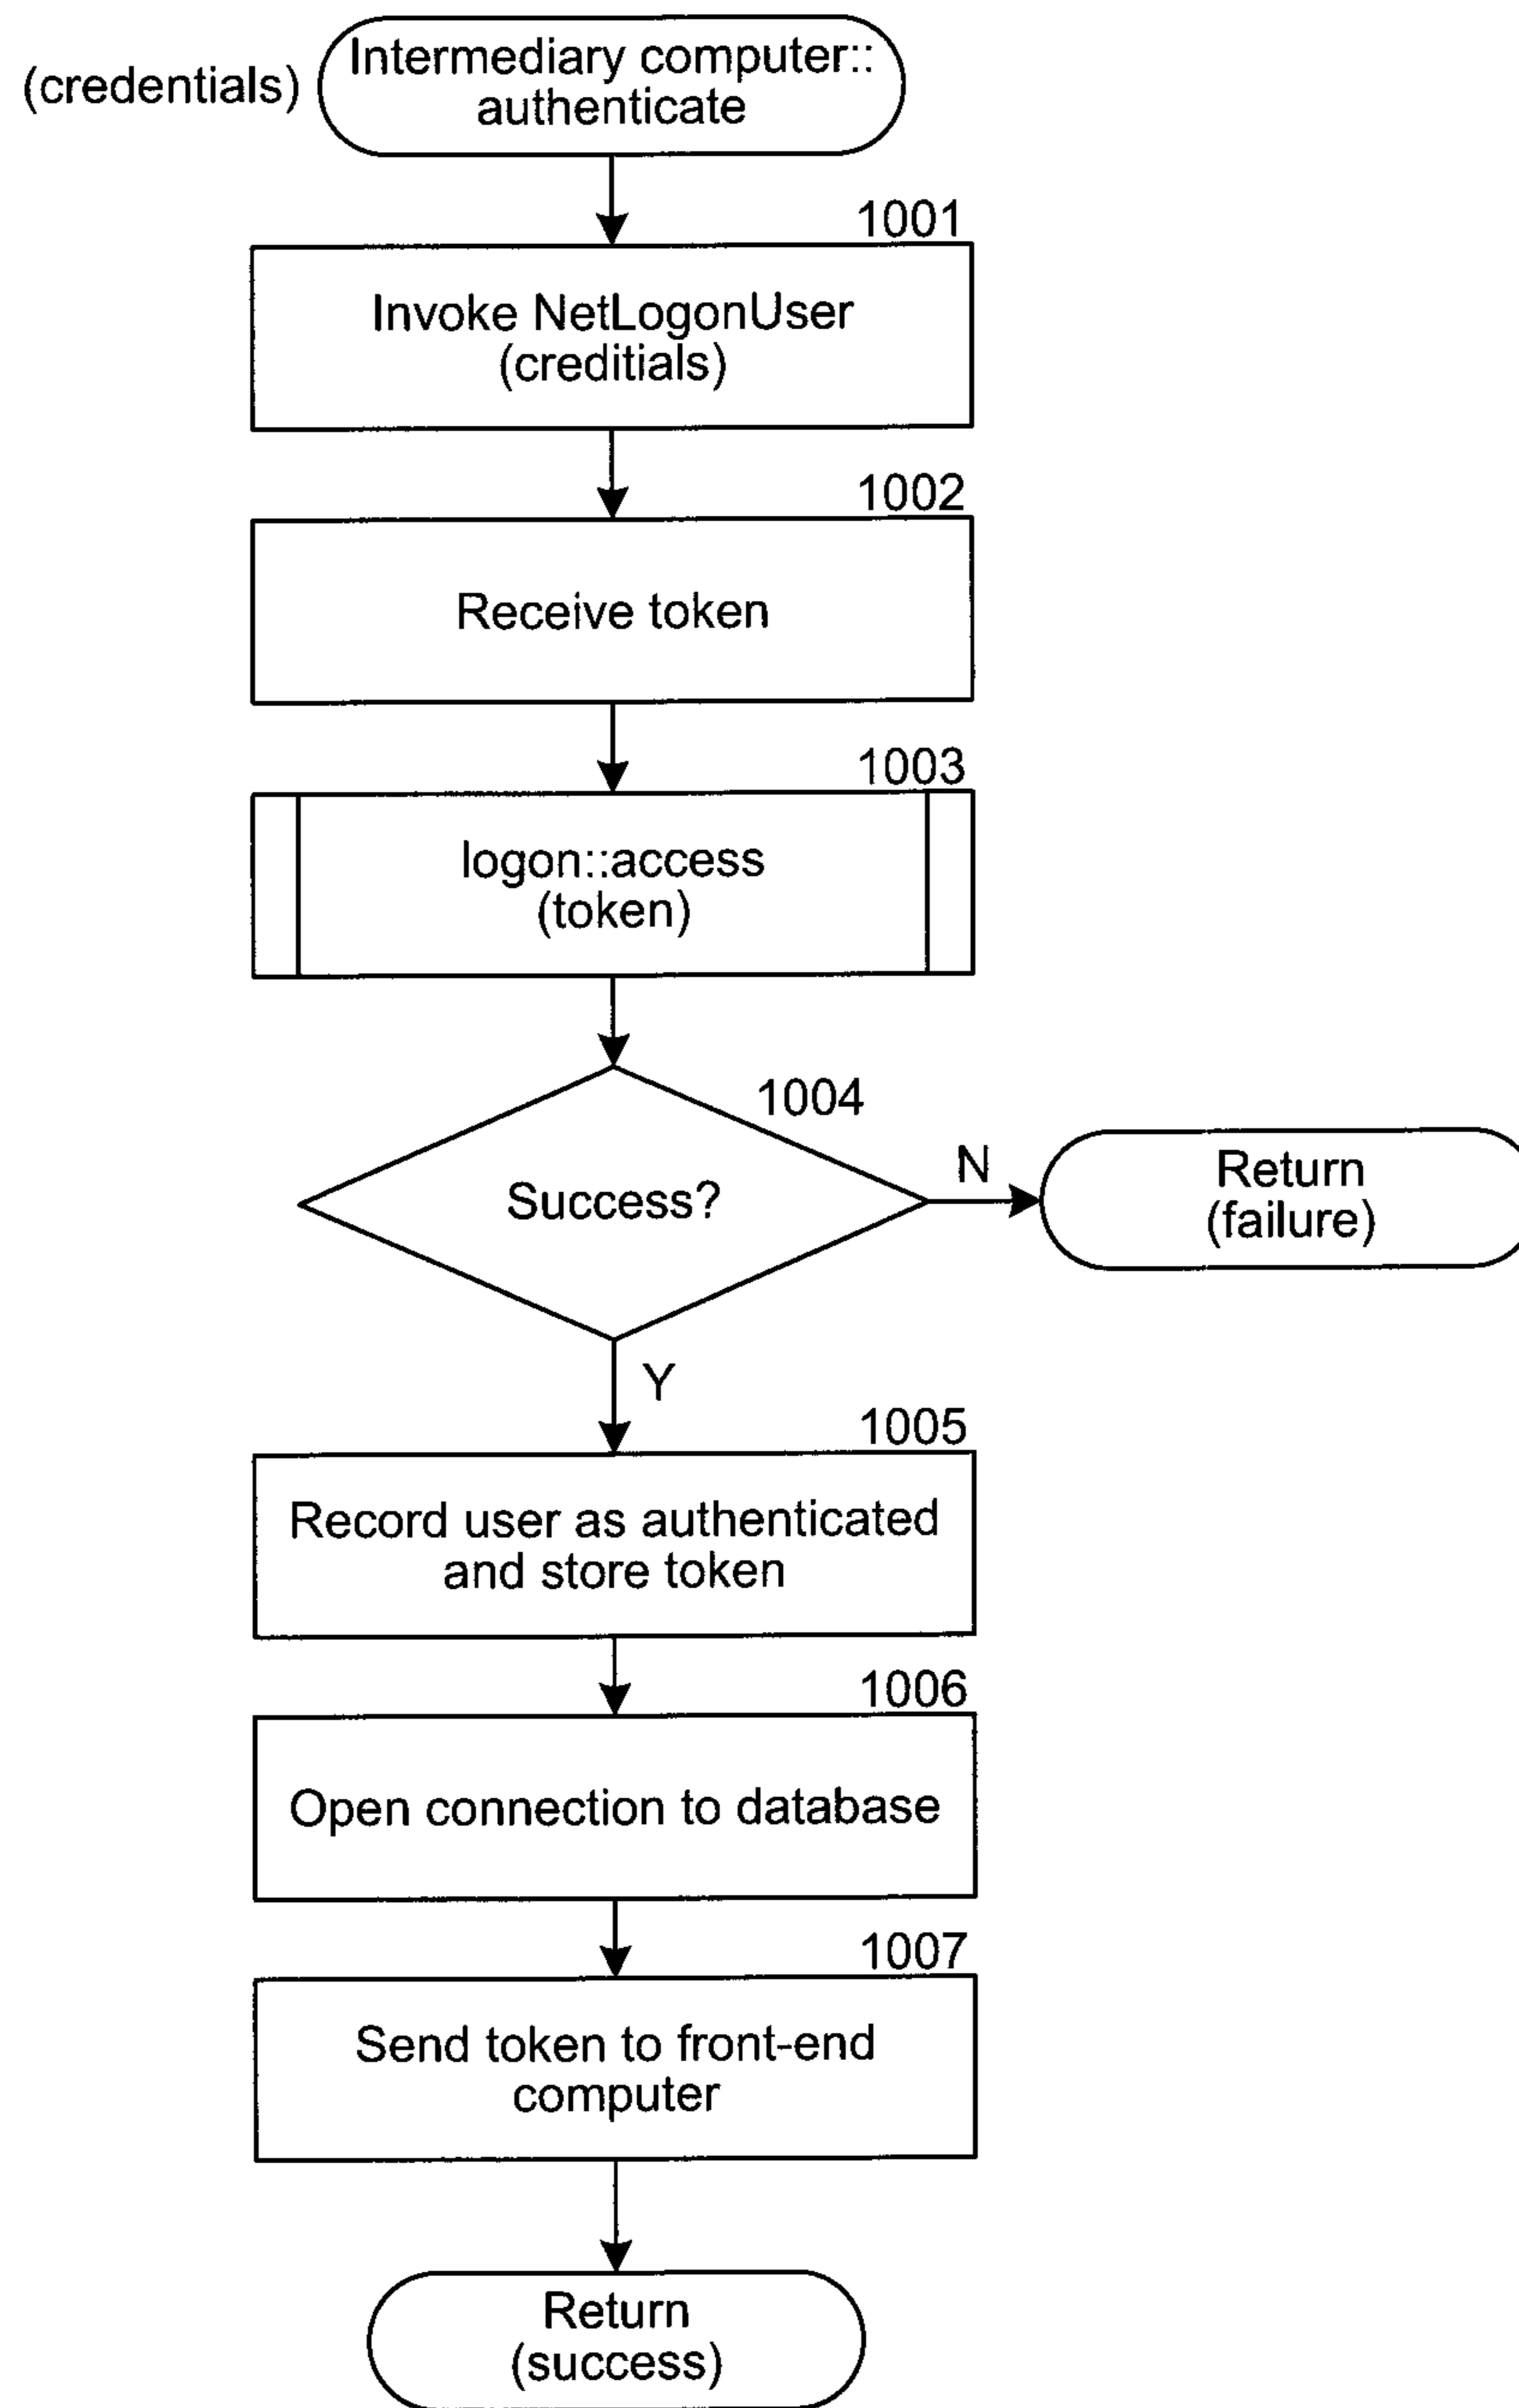 (credentials)
Intermediary computer::
authenticate
1001
Invoke NetLogonUser
(creditials)
1002
Receive token
1003
logon::access
(token)
1004
Success?
N
Return
(failure)
Y
1005
Record user as authenticated
and store token
1006
Open connection to database
1007
Send token to front-end
computer
Return
(success)